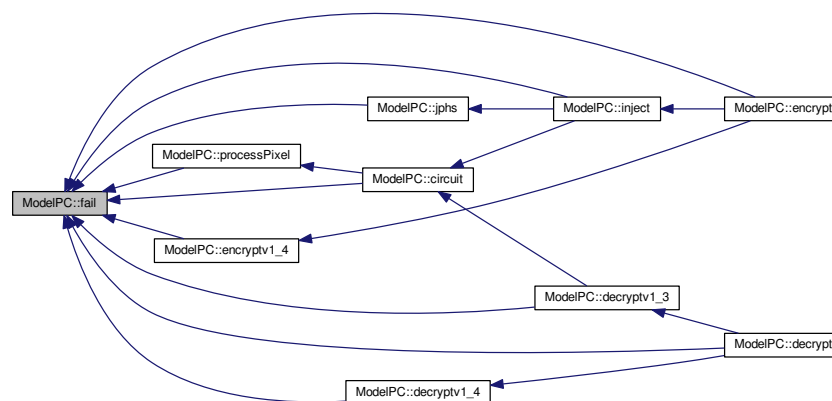 ModelPC::encrypt
ModelPC::jphs
ModelPC::inject
ModelPC::processPixel
ModelPC::circuit
ModelPC::fail
ModelPC::encryptv1_4
ModelPC::decryptv1_3
ModelPC::decrypt
ModelPC::decryptv1_4